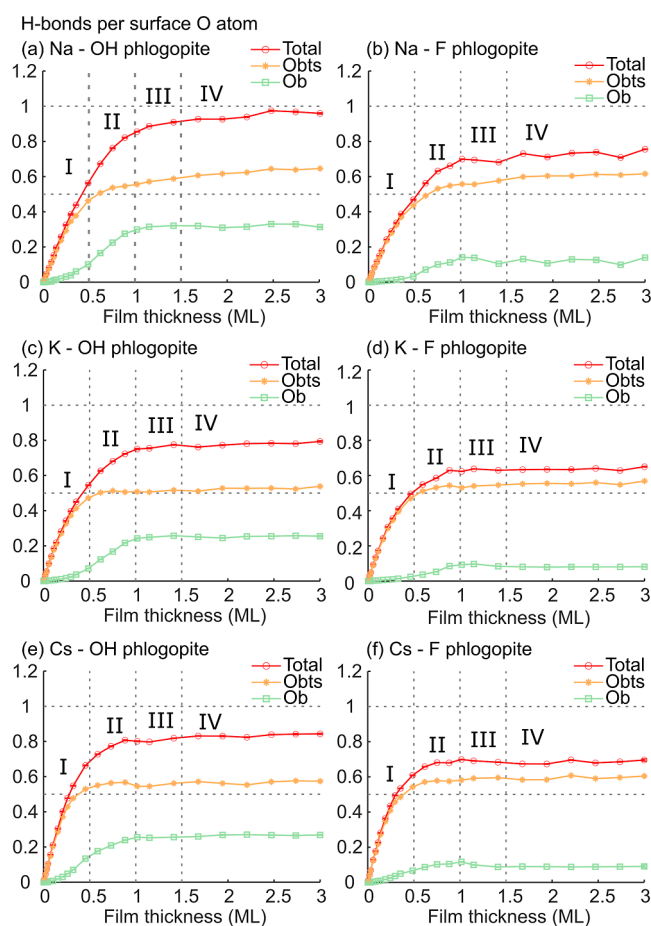 H-bonds per surface O atom
(a) Na - OH phlogopite
(b) Na - F phlogopite
1.2
1
0.8
0.6
0.4
0.2
0
Total
Obts
Ob
I
II
III
IV
0 0.5 1 1.5 2 2.5 3
Film thickness (ML)
1.2
1
0.8
0.6
0.4
0.2
0
Total
Obts
Ob
I
II
III
IV
0 0.5 1 1.5 2 2.5 3
Film thickness (ML)
(c) K - OH phlogopite
(d) K - F phlogopite
1.2
1
0.8
0.6
0.4
0.2
0
Total
Obts
Ob
I
II
III
IV
0 0.5 1 1.5 2 2.5 3
Film thickness (ML)
1.2
1
0.8
0.6
0.4
0.2
0
Total
Obts
Ob
I
II
III
IV
0 0.5 1 1.5 2 2.5 3
Film thickness (ML)
(e) Cs - OH phlogopite
(f) Cs - F phlogopite
1.2
1
0.8
0.6
0.4
0.2
0
Total
Obts
Ob
I
II
III
IV
0 0.5 1 1.5 2 2.5 3
Film thickness (ML)
1.2
1
0.8
0.6
0.4
0.2
0
Total
Obts
Ob
I
II
III
IV
0 0.5 1 1.5 2 2.5 3
Film thickness (ML)